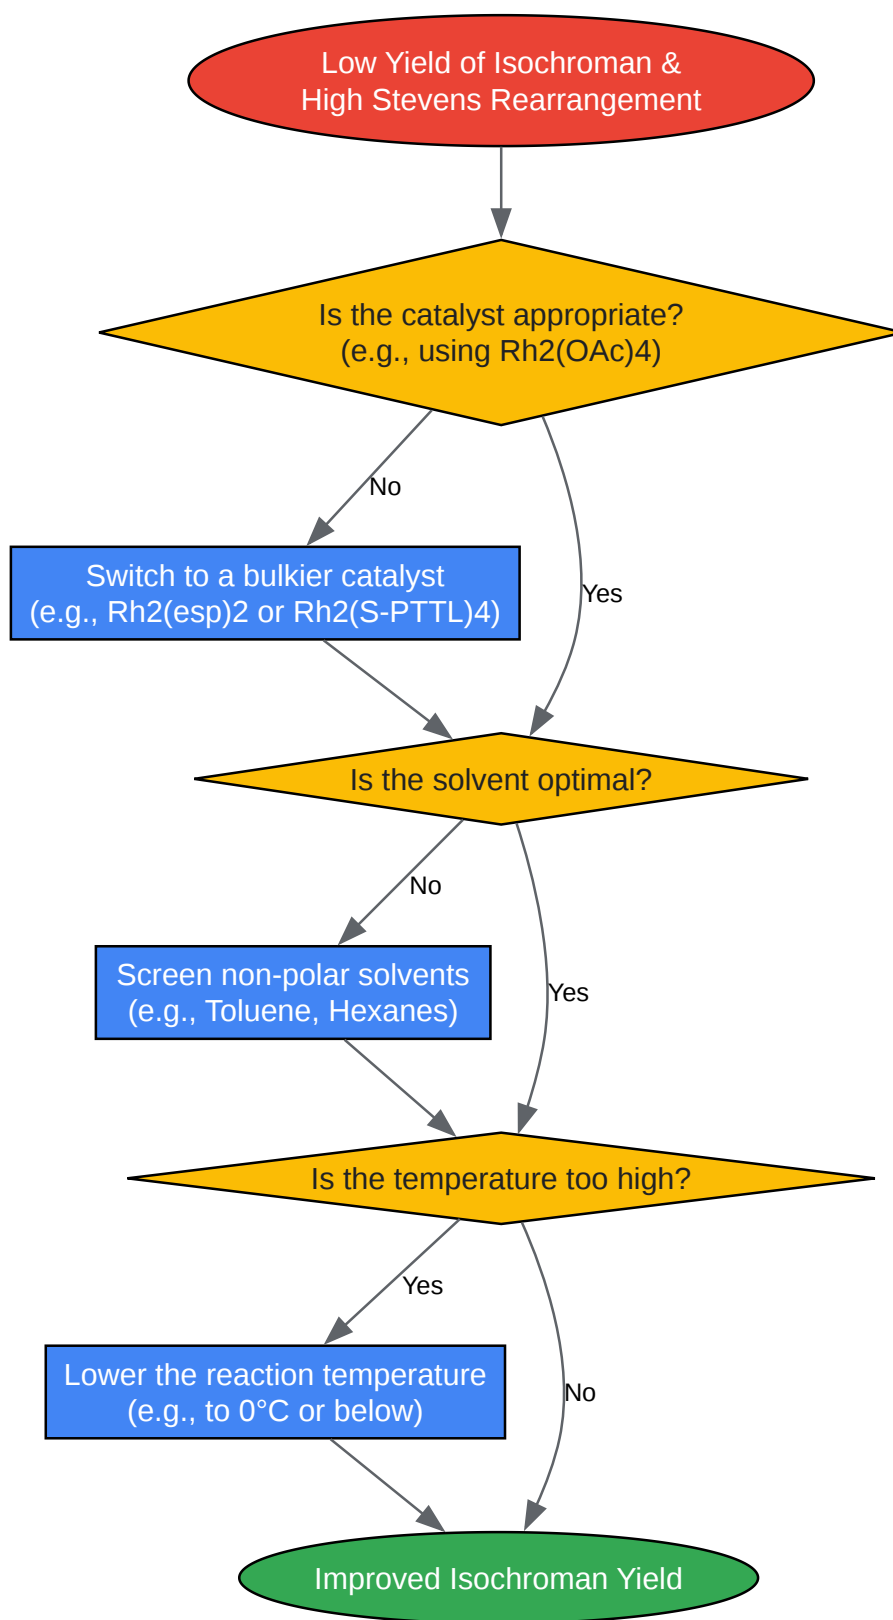 Low Yield of Isochroman &
High Stevens Rearrangement
Is the catalyst appropriate?
(e.g., using Rh2(OAc)4)
No
Switch to a bulkier catalyst
(e.g., Rh2(esp)2 or Rh2(S-PTTL)4)
Yes
Is the solvent optimal?
No
Screen non-polar solvents
(e.g., Toluene, Hexanes)
Yes
Is the temperature too high?
Yes
Lower the reaction temperature
(e.g., to 0°C or below)
No
Improved Isochroman Yield